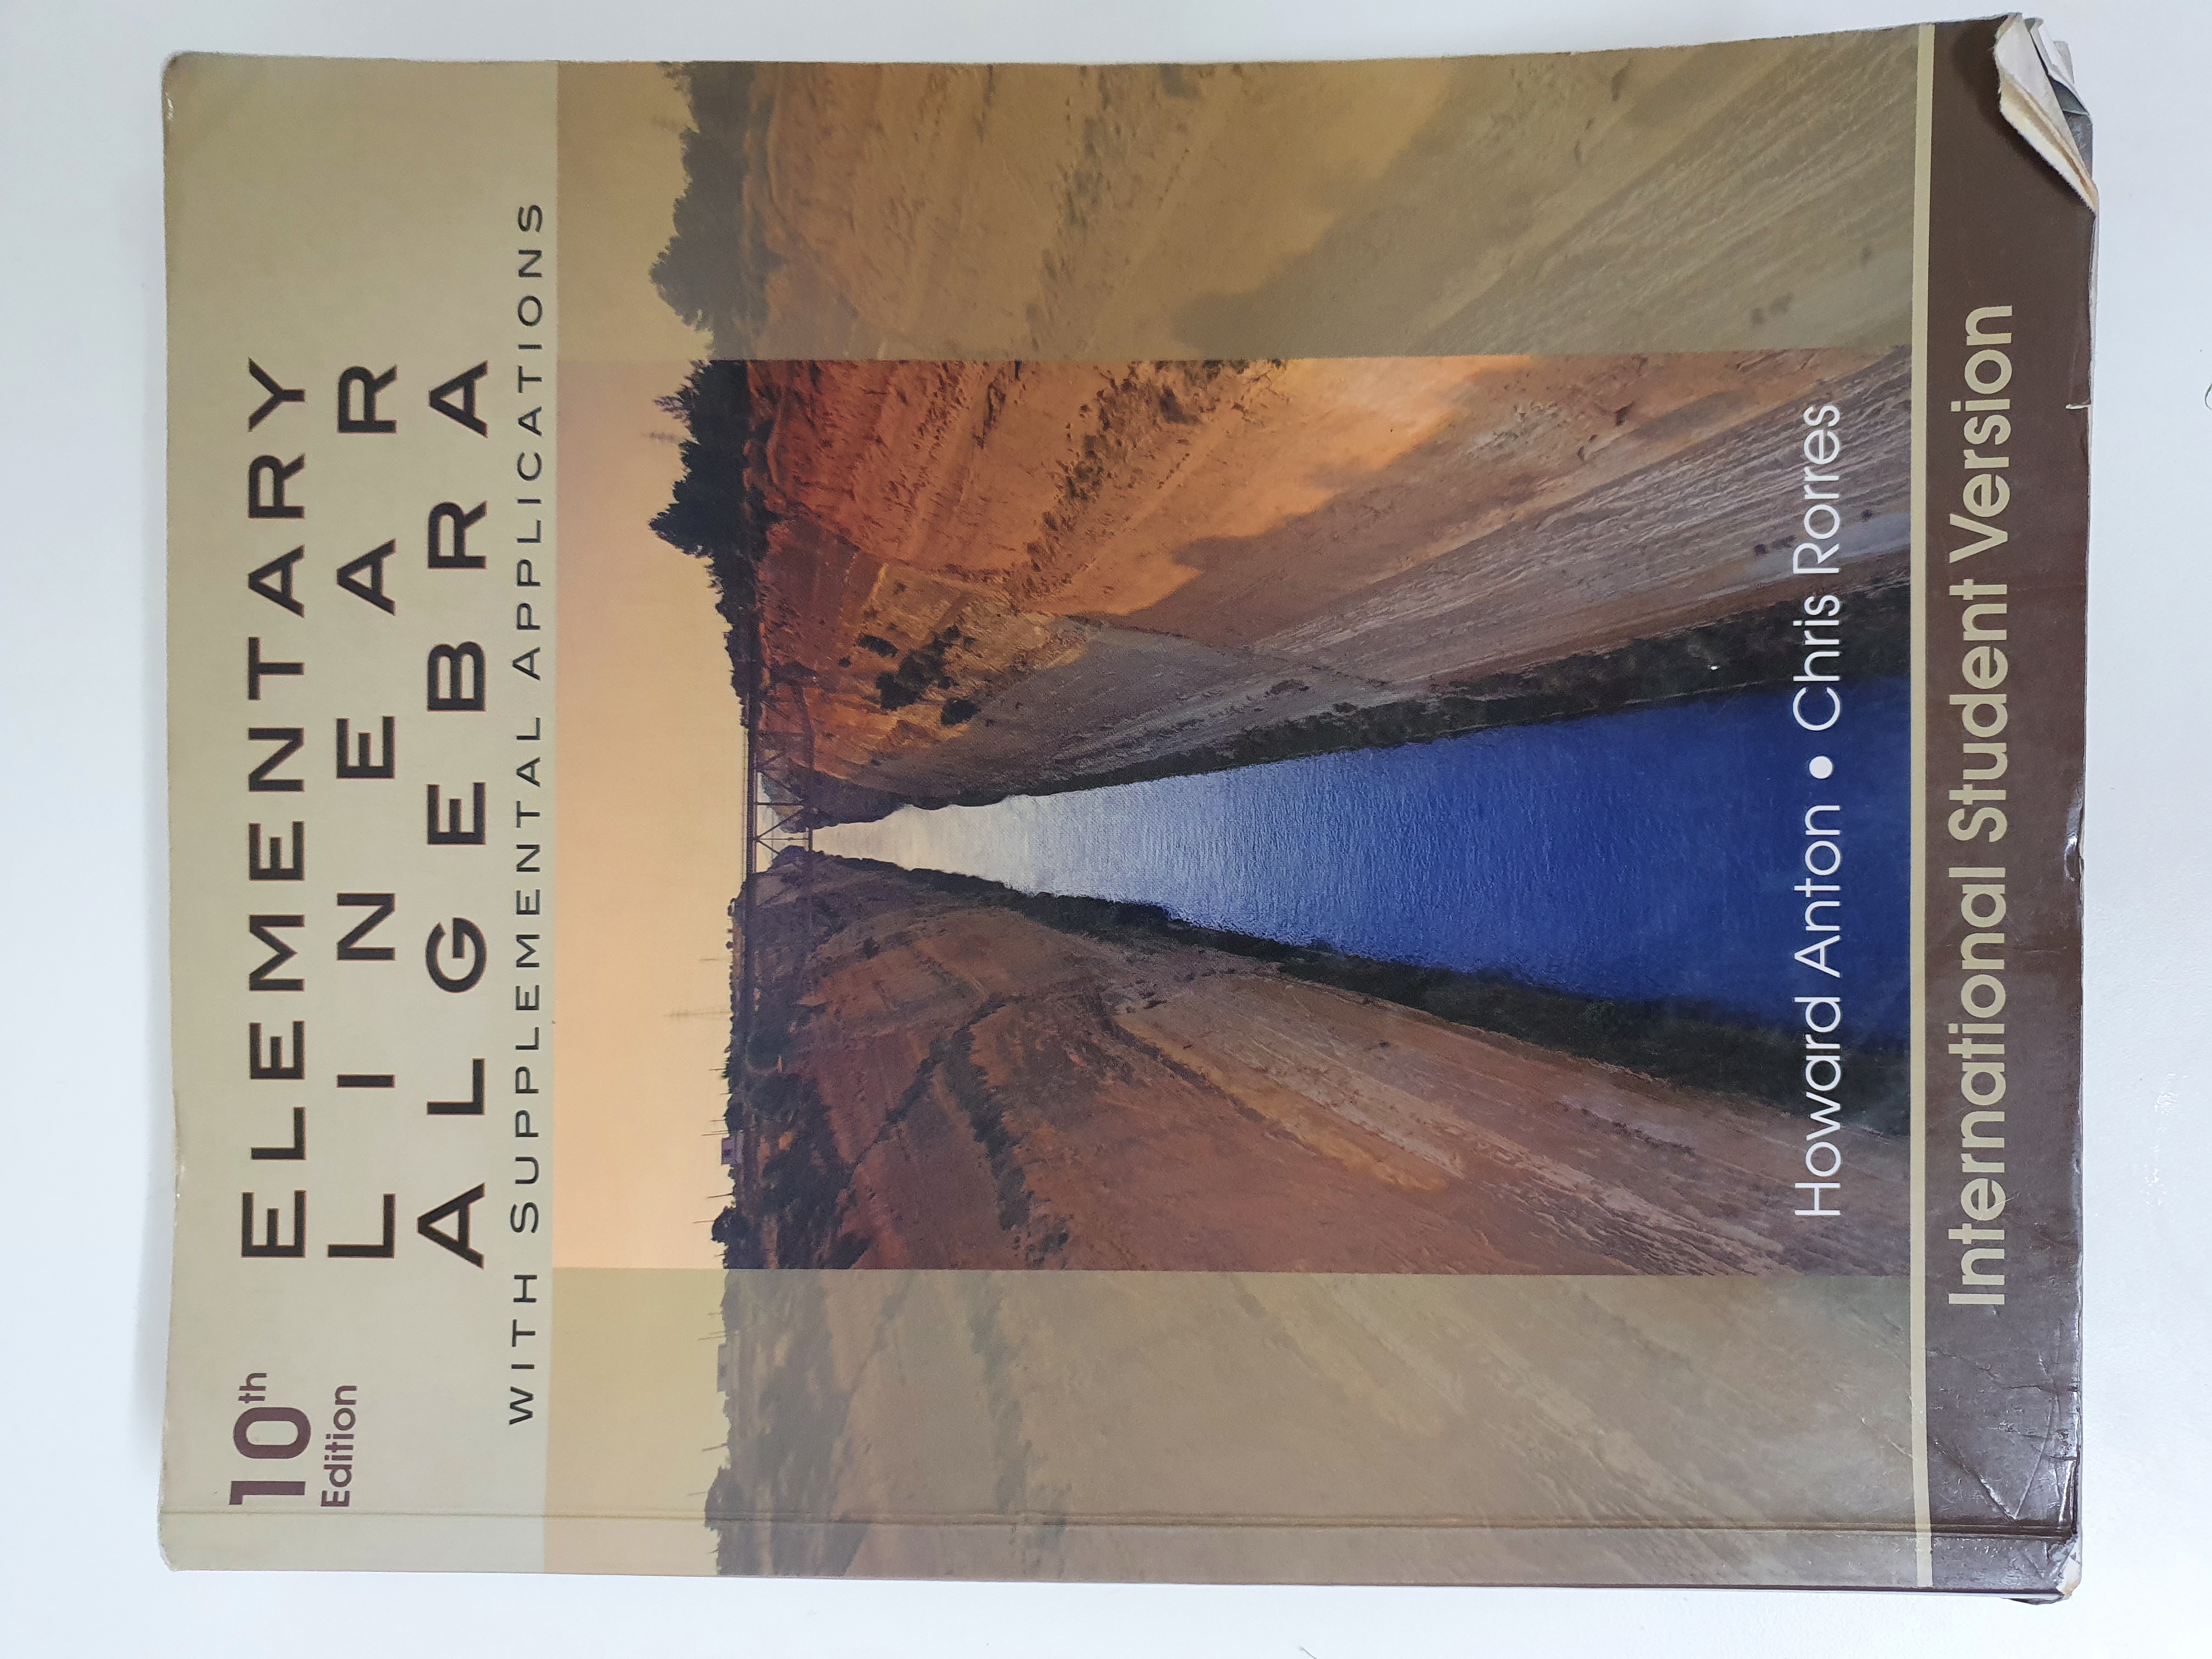 10th
Edition
ELEMENTARY
LINEAR
ALGEBRA
WITH SUPPLEMENTAL APPLICATIONS
Howard Anton • Chris Rorres
International Student Version